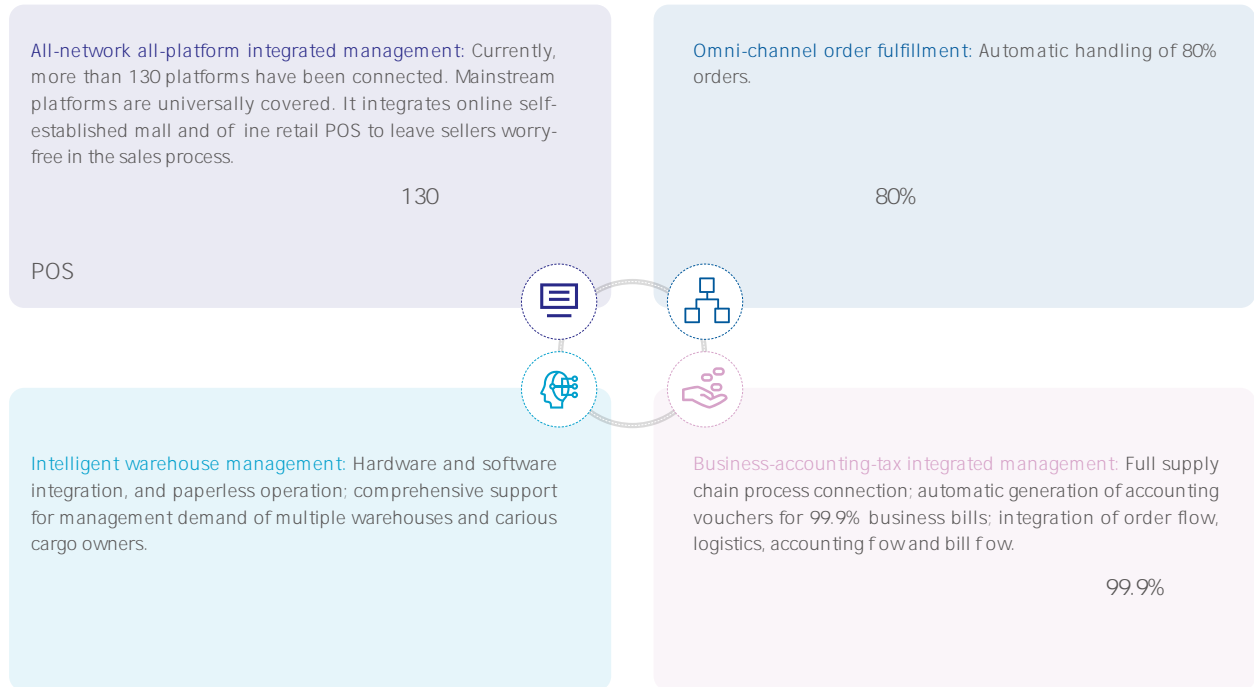 All-network all-platform integrated management: Currently,
more than 130 platforms have been connected. Mainstream
platforms are universally covered. It integrates online self-
established mall and of ine retail POS to leave sellers worry-
free in the sales process.
130
POS
Omni-channel order fulfillment: Automatic handling of 80%
orders.
80%
Intelligent warehouse management: Hardware and software
integration, and paperless operation; comprehensive support
for management demand of multiple warehouses and carious
cargo owners.
Business-accounting-tax integrated management: Full supply
chain process connection; automatic generation of accounting
vouchers for 99.9% business bills; integration of order flow,
logistics, accounting f ow and bill f ow.
99.9%